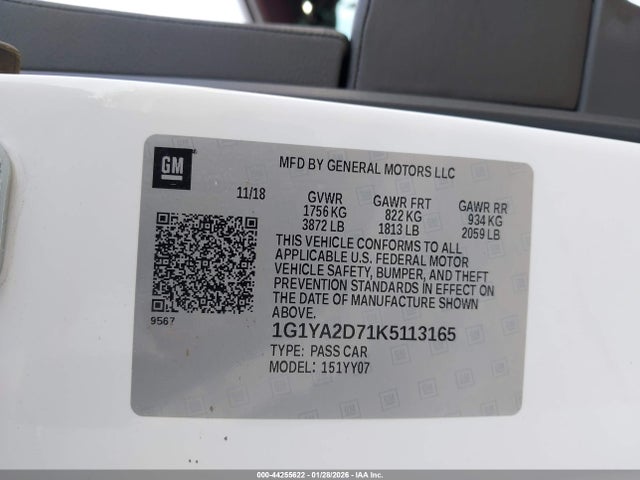 GM
MFD BY GENERAL MOTORS LLC
11/18
GVWR GAWR FRT GAWR RR
1756 KG 822 KG 934 KG
3872 LB 1813 LB 2059 LB
THIS VEHICLE CONFORMS TO ALL
APPLICABLE U.S. FEDERAL MOTOR
VEHICLE SAFETY, BUMPER, AND THEFT
PREVENTION STANDARDS IN EFFECT ON
THE DATE OF MANUFACTURE SHOWN
ABOVE.
9567
1G1YA2D71K5113165
TYPE: PASS CAR
MODEL: 151YY07
000-44255622 - 01/28/2026 - IAA Inc.